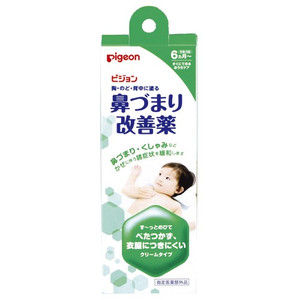 pigeon
6ヵ月〜
ピジョン
胸・のど・背中に塗る
鼻づまり
改善薬
鼻づまり・くしゃみなど
かぜに伴う諸症状を緩和します
すーっとのびて
べたつかず、
衣服につきにくい
クリームタイプ
指定医薬部外品